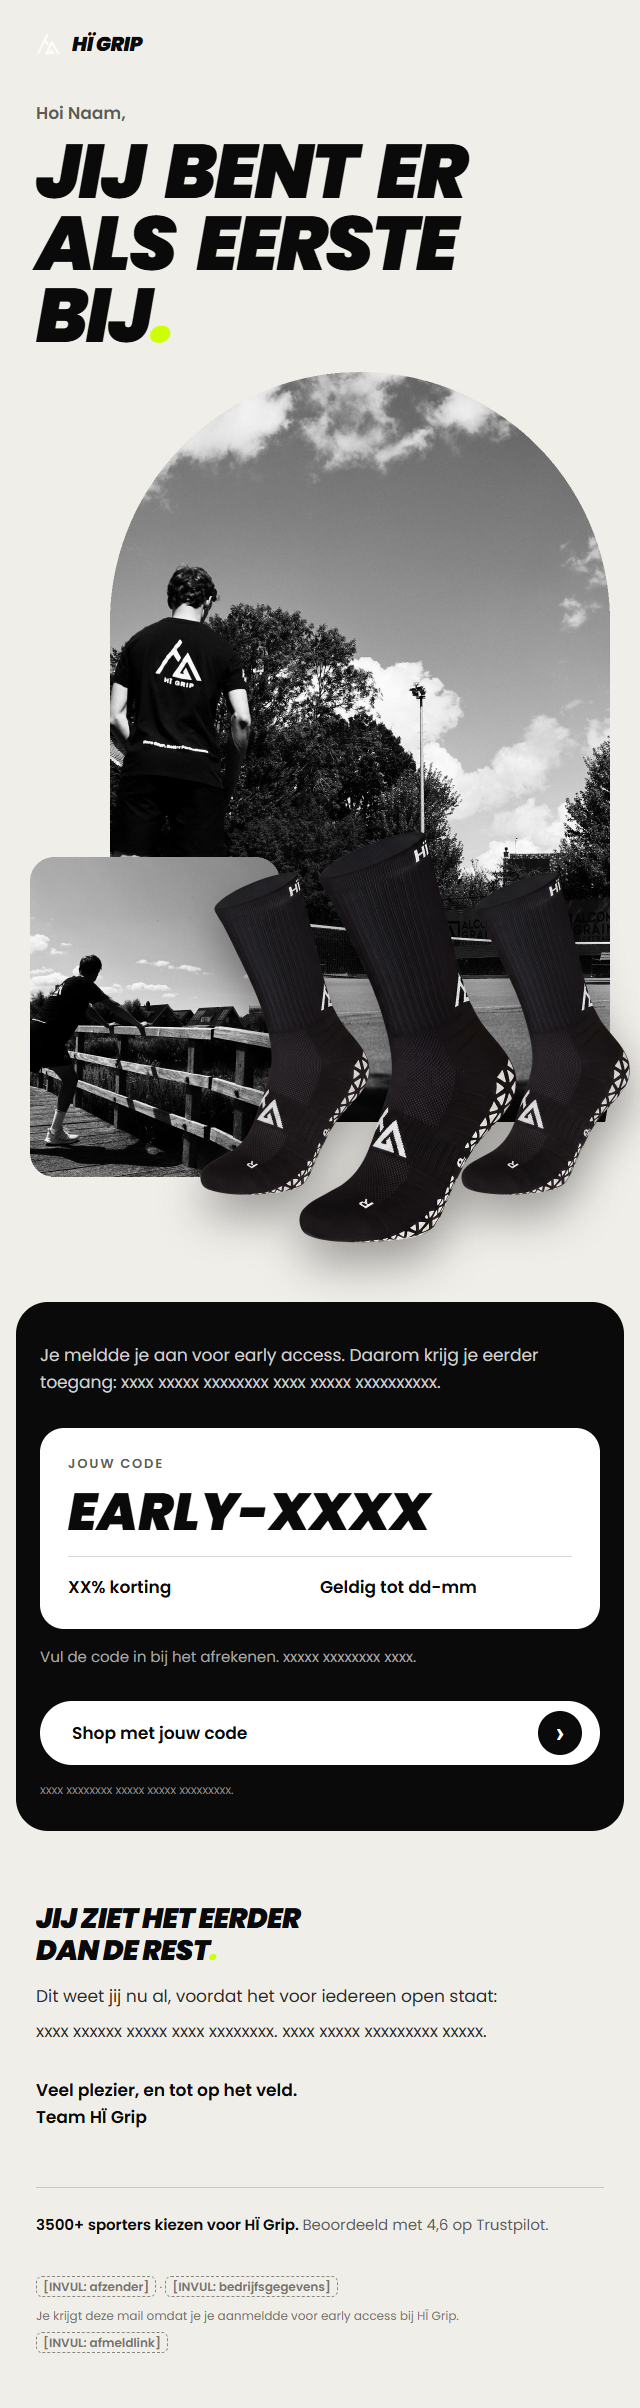 HÏ GRIP
Hoi Naam,
JIJ BENT ER
ALS EERSTE
BIJ.
HÏ GRIP
HÏ
HÏ
HÏ
R
R
R
Je meldde je aan voor early access. Daarom krijg je eerder
toegang: xxxx xxxxx xxxxxxxx xxxx xxxxx xxxxxxxxxx.
JOUW CODE
EARLY-XXXX
XX% korting
Geldig tot dd-mm
Vul de code in bij het afrekenen. xxxxx xxxxxxxx xxxx.
Shop met jouw code
xxxx xxxxxxxx xxxxx xxxxx xxxxxxxxx.
JIJ ZIET HET EERDER
DAN DE REST.
Dit weet jij nu al, voordat het voor iedereen open staat:
xxxx xxxxxx xxxxx xxxx xxxxxxxx. xxxx xxxxx xxxxxxxxx xxxxx.
Veel plezier, en tot op het veld.
Team HÏ Grip
3500+ sporters kiezen voor HÏ Grip. Beoordeeld met 4,6 op Trustpilot.
[INVUL: afzender] · [INVUL: bedrijfsgegevens]
Je krijgt deze mail omdat je je aanmeldde voor early access bij HÏ Grip.
[INVUL: afmeldlink]